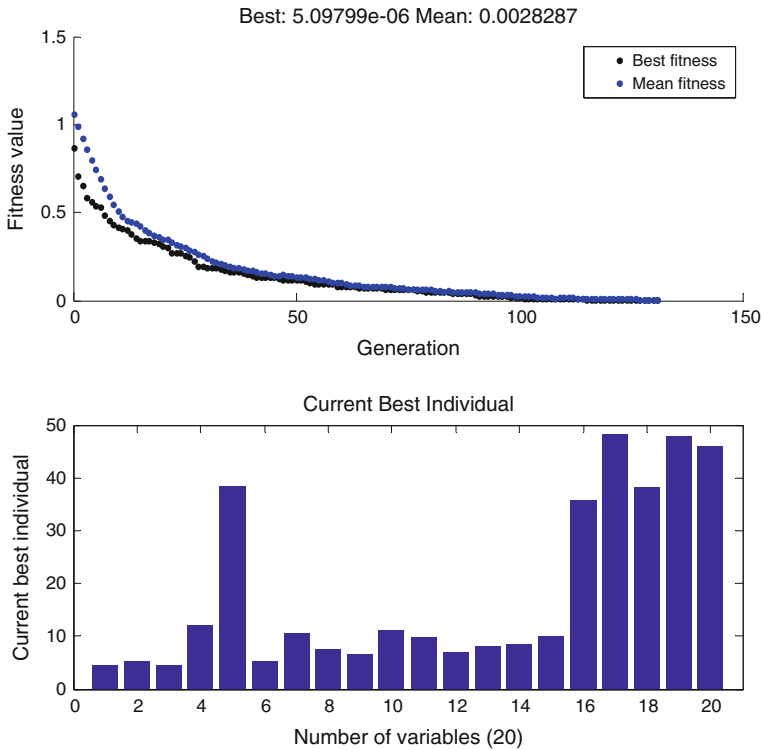 Best: 5.09799e-06 Mean: 0.0028287
1.5
1
0.5
0
Fitness value
Best fitness
Mean fitness
0 50 100 150
Generation
Current Best Individual
50
40
30
20
10
0
Current best individual
0 2 4 6 8 10 12 14 16 18 20
Number of variables (20)